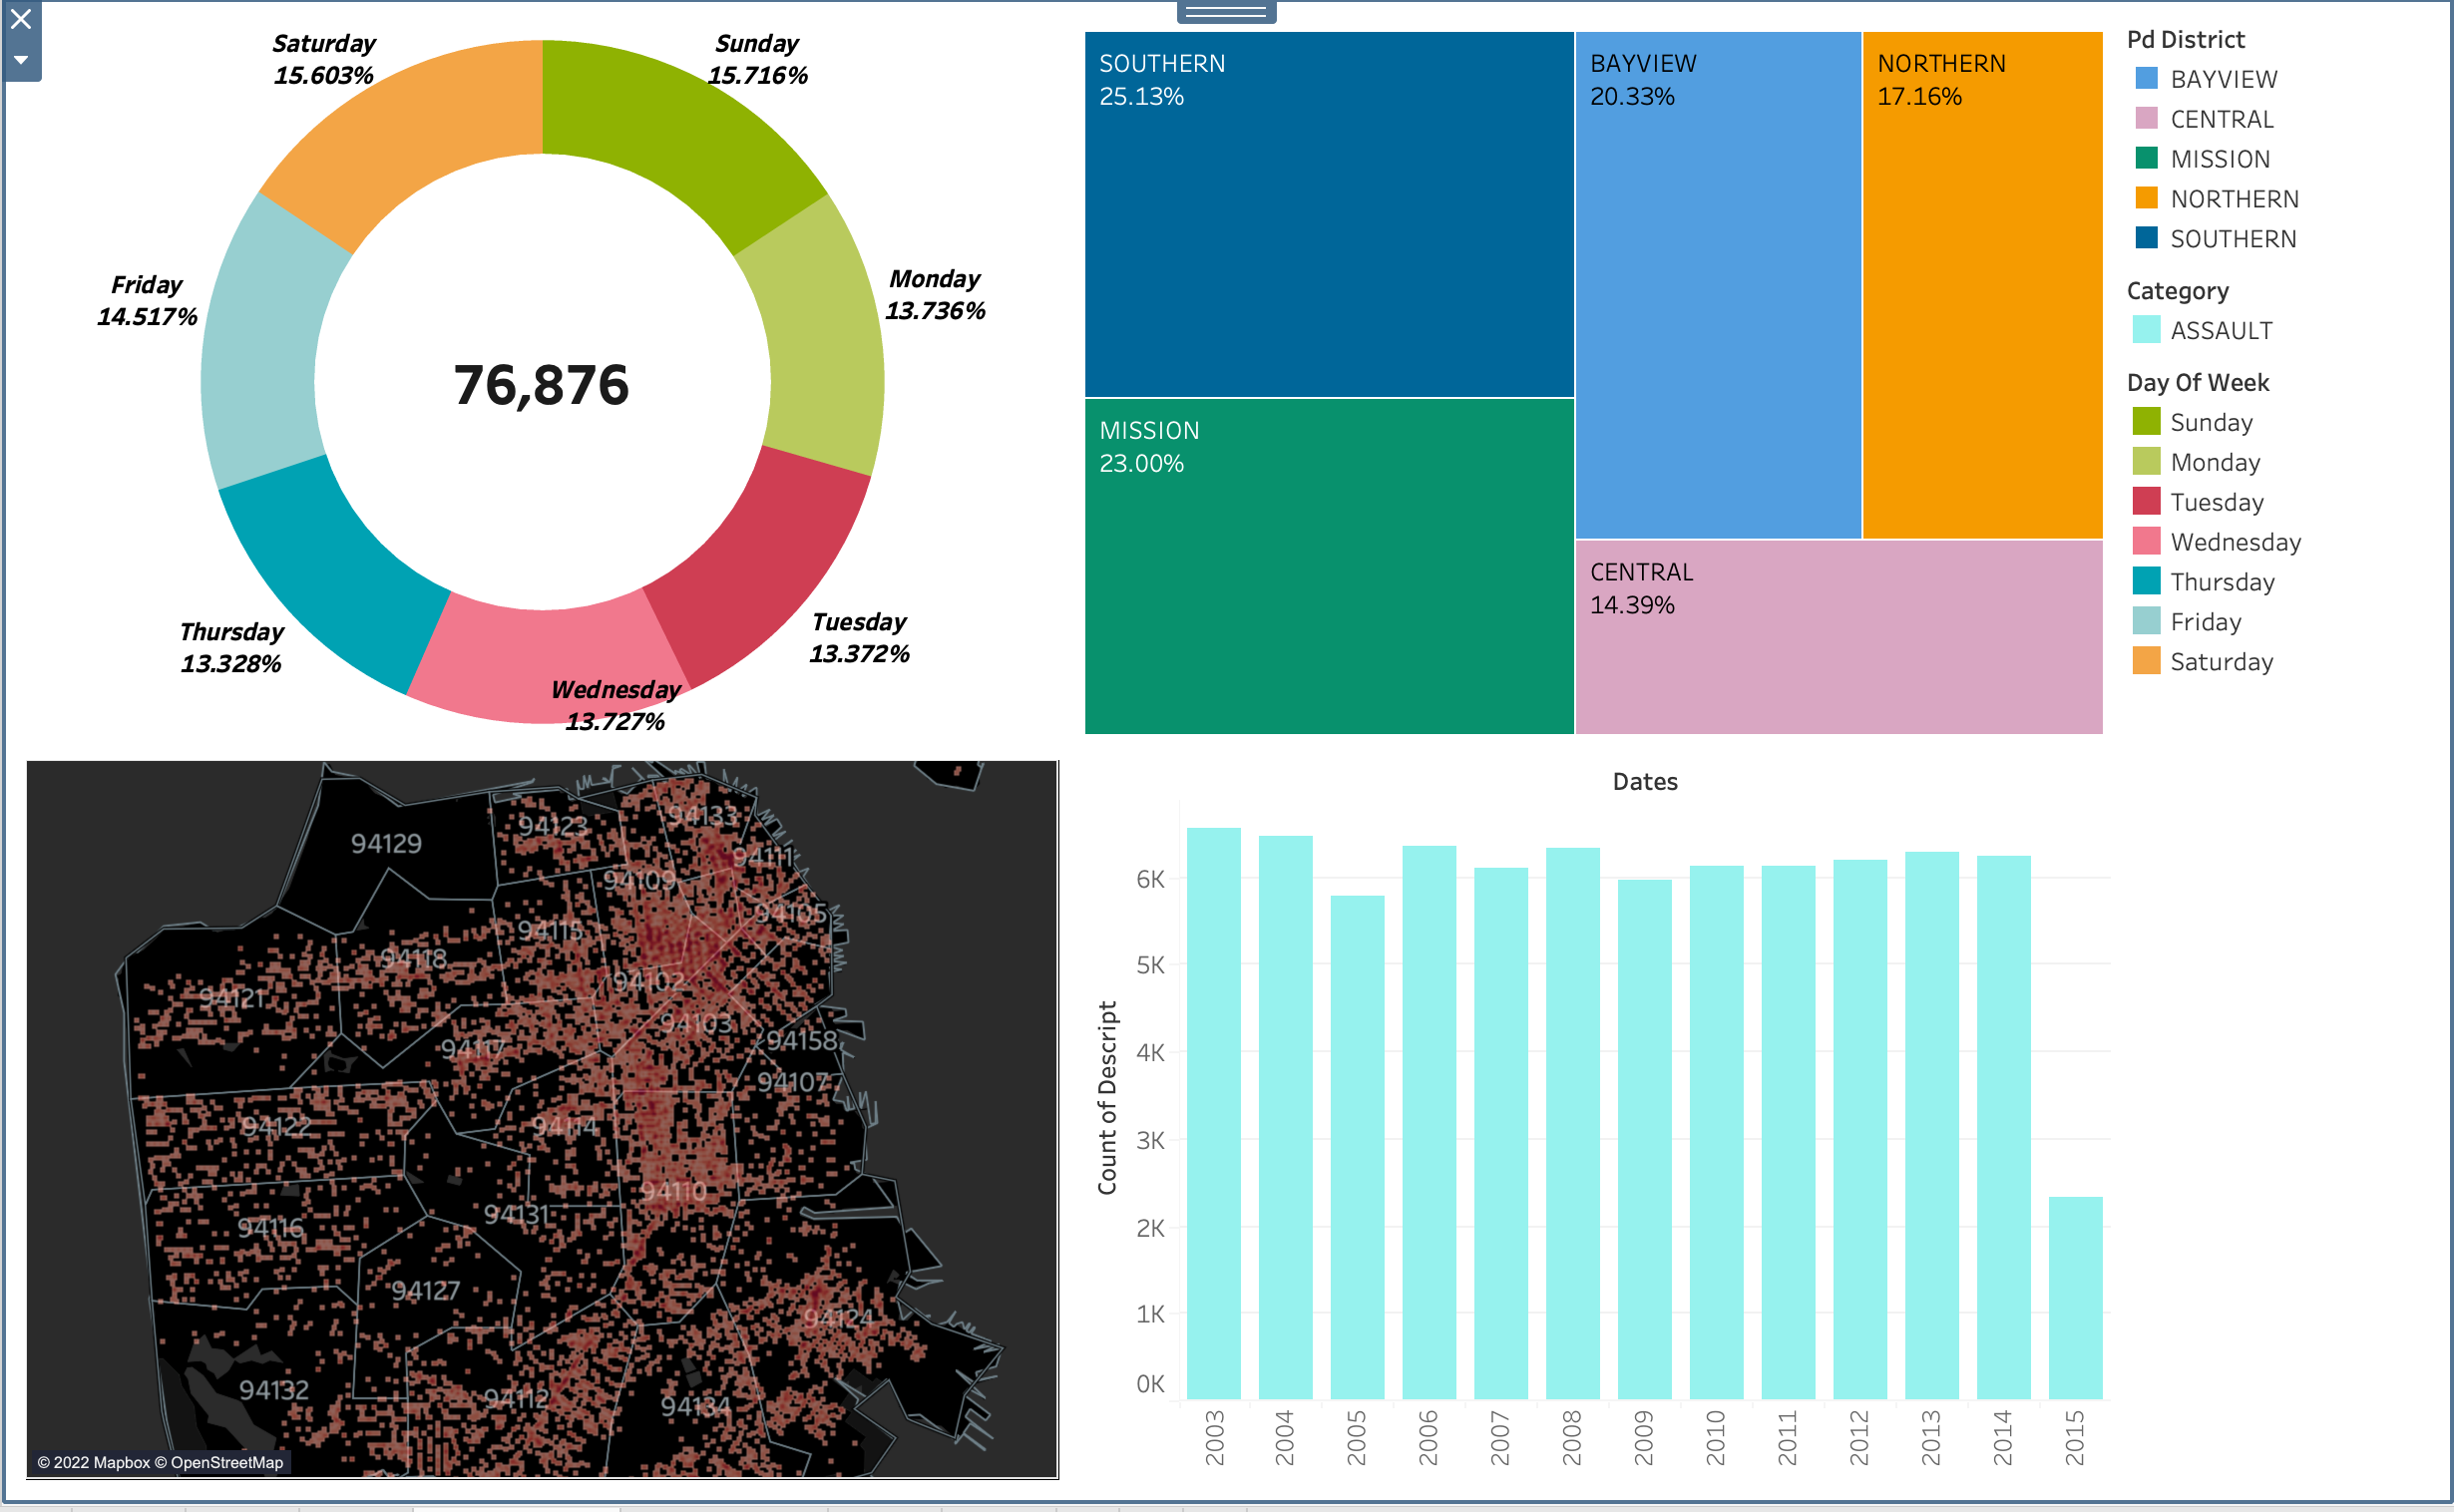 Saturday
15.603%
Sunday
15.716%
Monday
13.736%
Friday
14.517%
76,876
Thursday
13.328%
Tuesday
13.372%
Wednesday
13.727%
SOUTHERN
25.13%
BAYVIEW
20.33%
NORTHERN
17.16%
MISSION
23.00%
CENTRAL
14.39%
Pd District
BAYVIEW
CENTRAL
MISSION
NORTHERN
SOUTHERN
Category
ASSAULT
Day Of Week
Sunday
Monday
Tuesday
Wednesday
Thursday
Friday
Saturday
94129
94123
94133
94111
94109
94105
94115
94118
94121
94102
94103
94158
94117
94107
94122
94114
94110
94131
94116
94127
94124
94132
94112
94134
© 2022 Mapbox © OpenStreetMap
Dates
Count of Descript
6K
5K
4K
3K
2K
1K
0K
2003
2004
2005
2006
2007
2008
2009
2010
2011
2012
2013
2014
2015